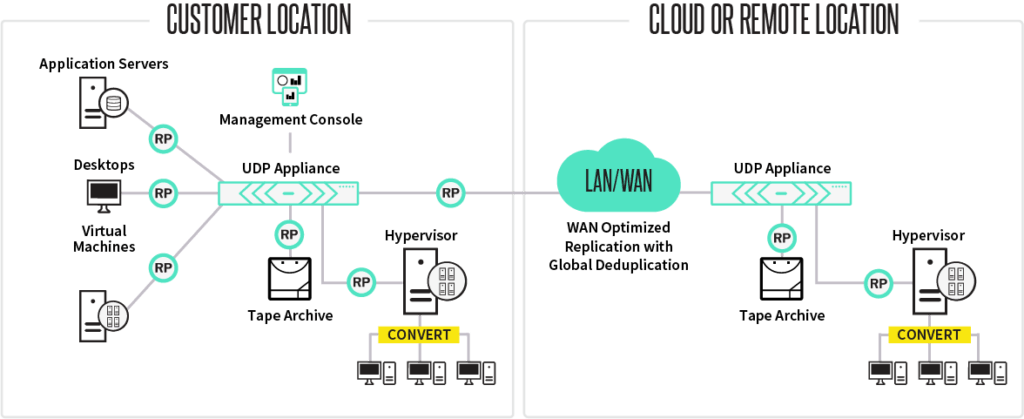 CUSTOMER LOCATION
Application Servers
RP
Management Console
Desktops
UDP Appliance
RP
RP
Virtual
Machines
RP
RP
Hypervisor
RP
Tape Archive
CONVERT
CLOUD OR REMOTE LOCATION
LAN/WAN
UDP Appliance
WAN Optimized
Replication with
Global Deduplication
RP
Hypervisor
RP
Tape Archive
CONVERT